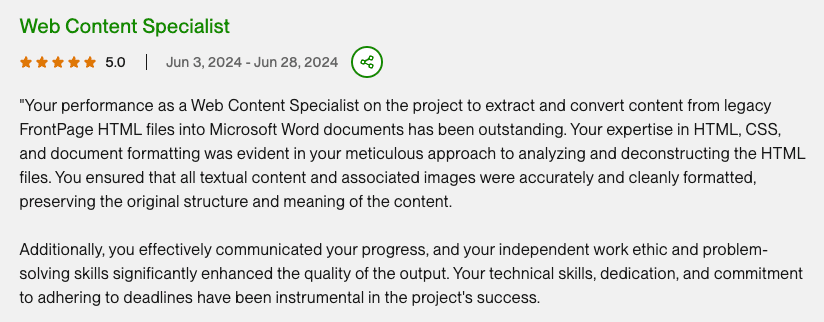 Web Content Specialist
5.0 | Jun 3, 2024 - Jun 28, 2024
"Your performance as a Web Content Specialist on the project to extract and convert content from legacy
FrontPage HTML files into Microsoft Word documents has been outstanding. Your expertise in HTML, CSS,
and document formatting was evident in your meticulous approach to analyzing and deconstructing the HTML
files. You ensured that all textual content and associated images were accurately and cleanly formatted,
preserving the original structure and meaning of the content.
Additionally, you effectively communicated your progress, and your independent work ethic and problem-
solving skills significantly enhanced the quality of the output. Your technical skills, dedication, and commitment
to adhering to deadlines have been instrumental in the project's success.